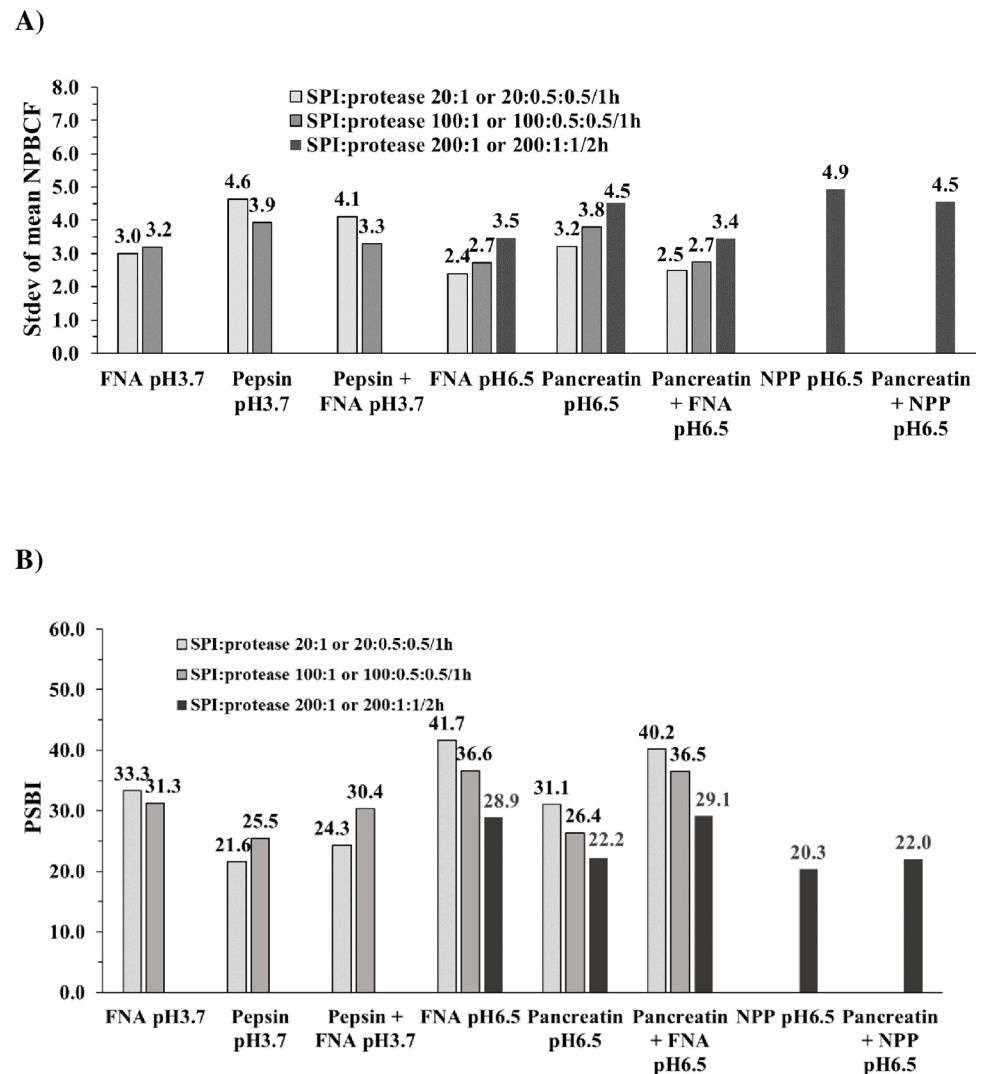 A)
Stdev of mean NPBCF
8.0
7.0
6.0
5.0
4.0
3.0
2.0
1.0
0.0
SPI:protease 20:1 or 20:0.5:0.5/1h
SPI:protease 100:1 or 100:0.5:0.5/1h
SPI:protease 200:1 or 200:1:1/2h
3.0 3.2 4.6 3.9 4.1 3.3 2.4 2.7 3.5 3.2 3.8 4.5 2.5 2.7 3.4 4.9 4.5
FNA pH3.7 Pepsin Pepsin + FNA pH6.5 Pancreatin Pancreatin NPP pH6.5 Pancreatin
pH3.7 FNA pH3.7 pH6.5 + FNA + NPP
pH6.5 pH6.5
B)
PSBI
60.0
50.0
40.0
30.0
20.0
10.0
0.0
SPI:protease 20:1 or 20:0.5:0.5/1h
SPI:protease 100:1 or 100:0.5:0.5/1h
SPI:protease 200:1 or 200:1:1/2h
33.3 31.3 21.6 25.5 24.3 30.4 41.7 36.6 28.9 31.1 26.4 22.2 40.2 36.5 29.1 20.3 22.0
FNA pH3.7 Pepsin Pepsin + FNA pH6.5 Pancreatin Pancreatin NPP pH6.5 Pancreatin
pH3.7 FNA pH3.7 pH6.5 + FNA + NPP
pH6.5 pH6.5